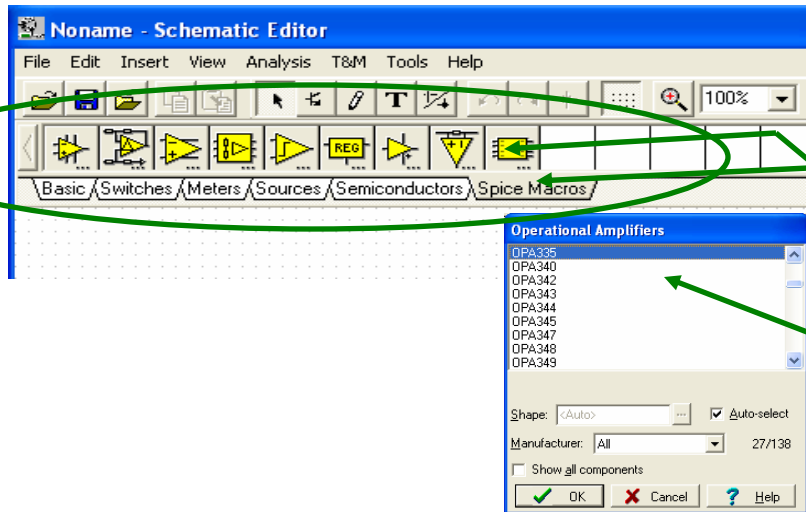 Noname - Schematic Editor
File Edit Insert View Analysis T&M Tools Help
T 100%
REG
Basic Switches Meters Sources Semiconductors Spice Macros
Operational Amplifiers
OPA335
OPA340
OPA342
OPA343
OPA344
OPA345
OPA347
OPA348
OPA349
Shape: <Auto> ... Auto-select
Manufacturer: All 27/138
Show all components
OK Cancel ? Help